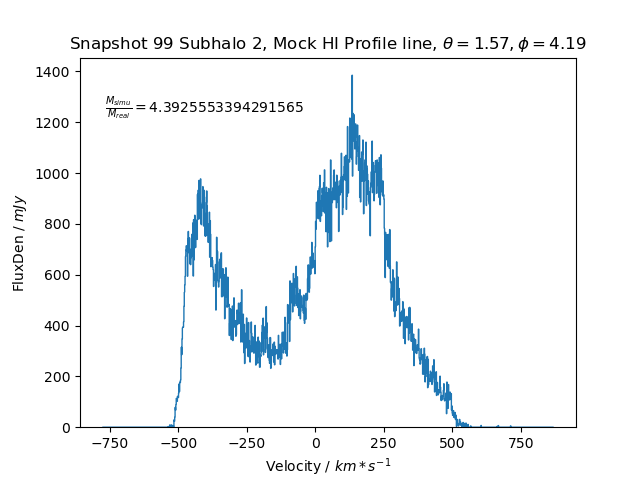 Snapshot 99 Subhalo 2, Mock HI Profile line, θ = 1.57, ϕ = 4.19
M_simu/M_real = 4.3925553394291565
FluxDen / mJy
1400
1200
1000
800
600
400
200
0
−750 −500 −250 0 250 500 750
Velocity / km * s⁻¹